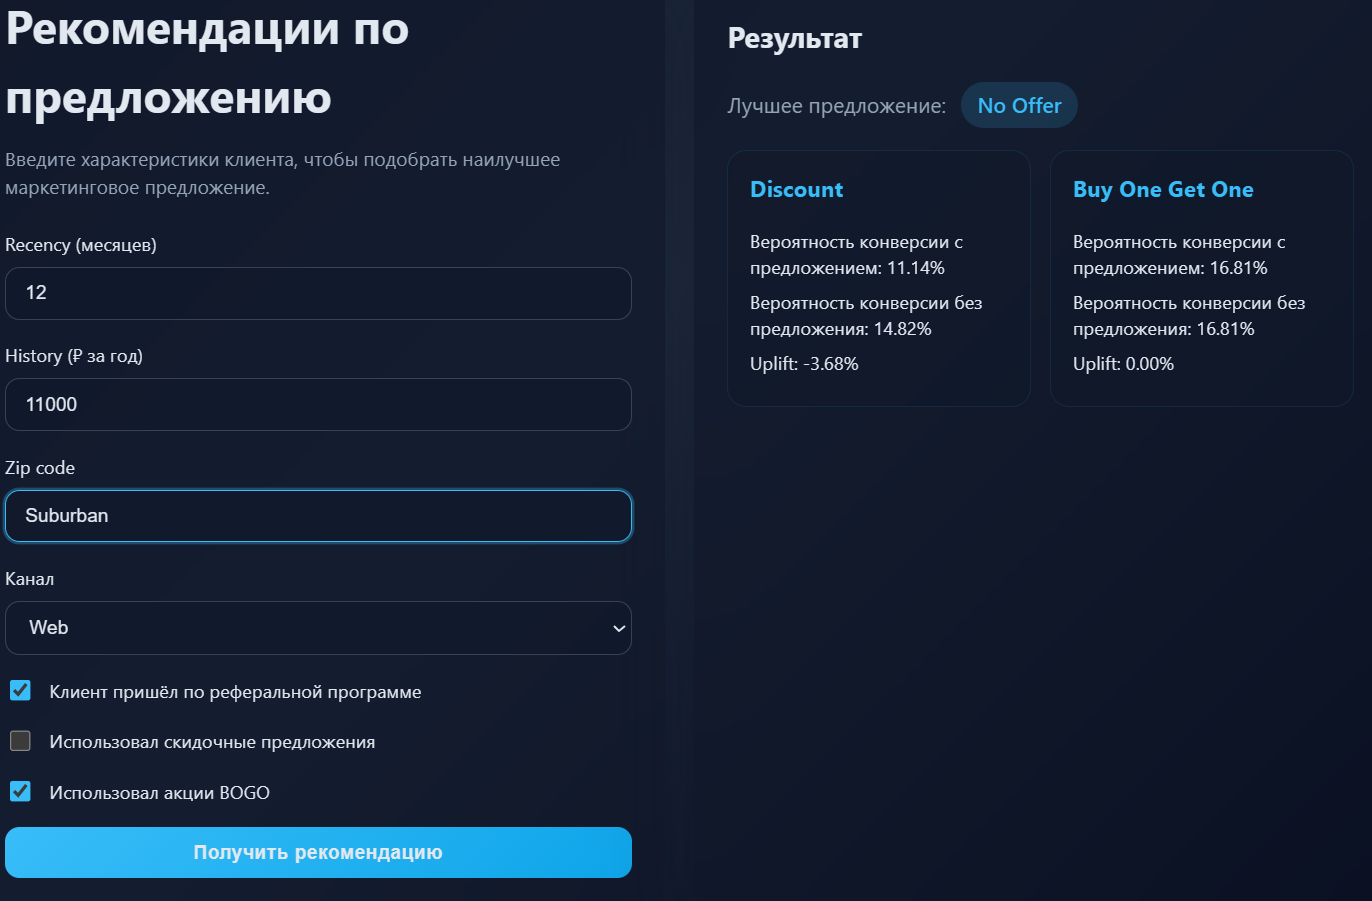 Рекомендации по
предложению
Введите характеристики клиента, чтобы подобрать наилучшее
маркетинговое предложение.
Recency (месяцев)
12
History (₽ за год)
11000
Zip code
Suburban
Канал
Web
Клиент пришёл по реферальной программе
Использовал скидочные предложения
Использовал акции BOGO
Получить рекомендацию
Результат
Лучшее предложение: No Offer
Discount
Вероятность конверсии с
предложением: 11.14%
Вероятность конверсии без
предложения: 14.82%
Uplift: -3.68%
Buy One Get One
Вероятность конверсии с
предложением: 16.81%
Вероятность конверсии без
предложения: 16.81%
Uplift: 0.00%